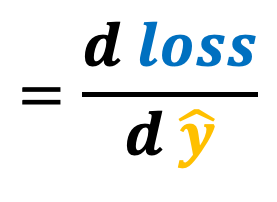 = d loss
d ŷ